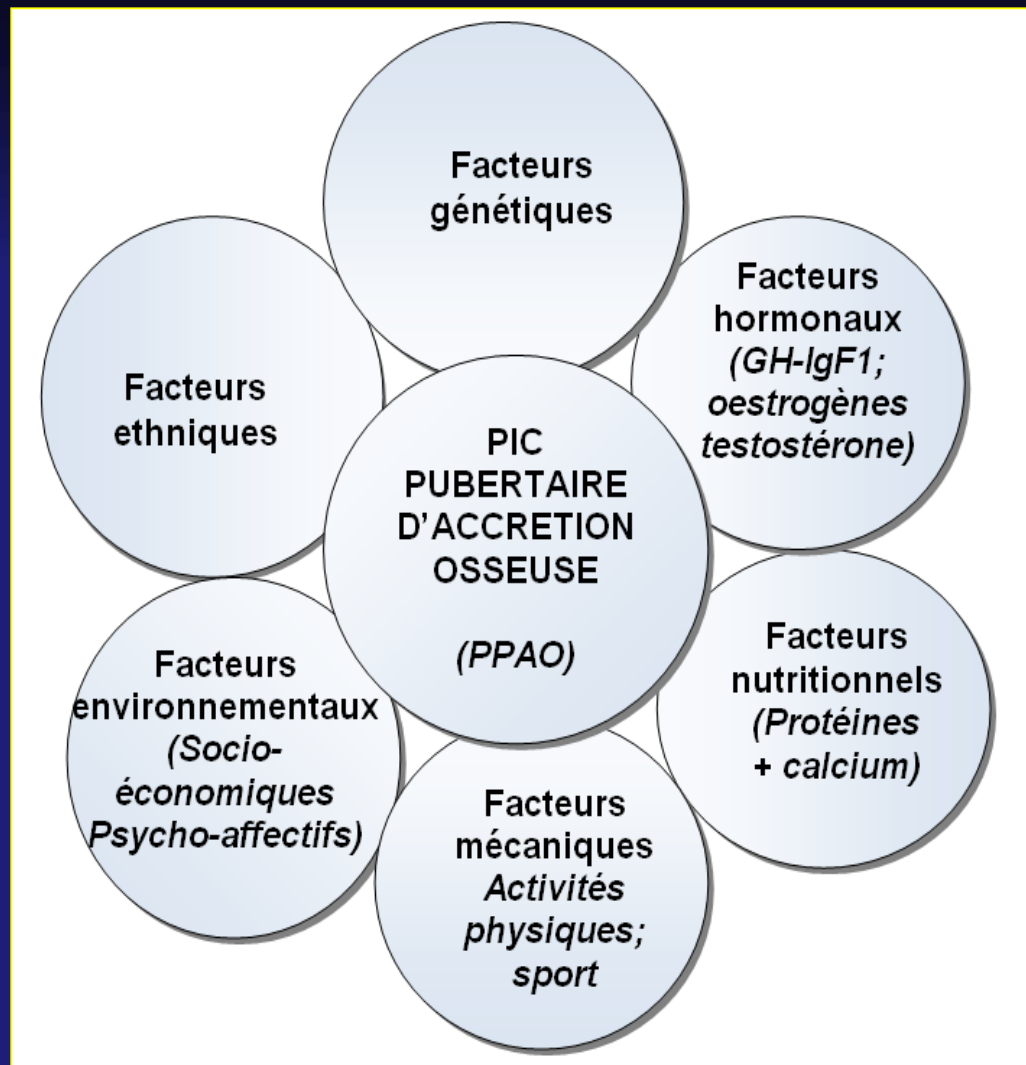 Facteurs
génétiques
Facteurs
hormonaux
(GH-IgF1;
oestrogènes
testostérone)
Facteurs
ethniques
PIC
PUBERTAIRE
D'ACCRETION
OSSEUSE
(PPAO)
Facteurs
nutritionnels
(Protéines
+ calcium)
Facteurs
environnementaux
(Socio-
économiques
Psycho-affectifs)
Facteurs
mécaniques
Activités
physiques;
sport